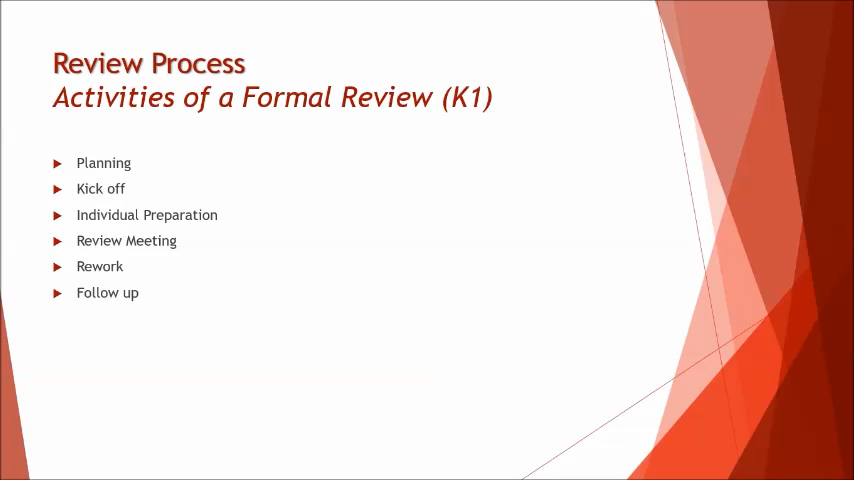 Review Process
Activities of a Formal Review (K1)
Planning
Kick off
Individual Preparation
Review Meeting
Rework
Follow up